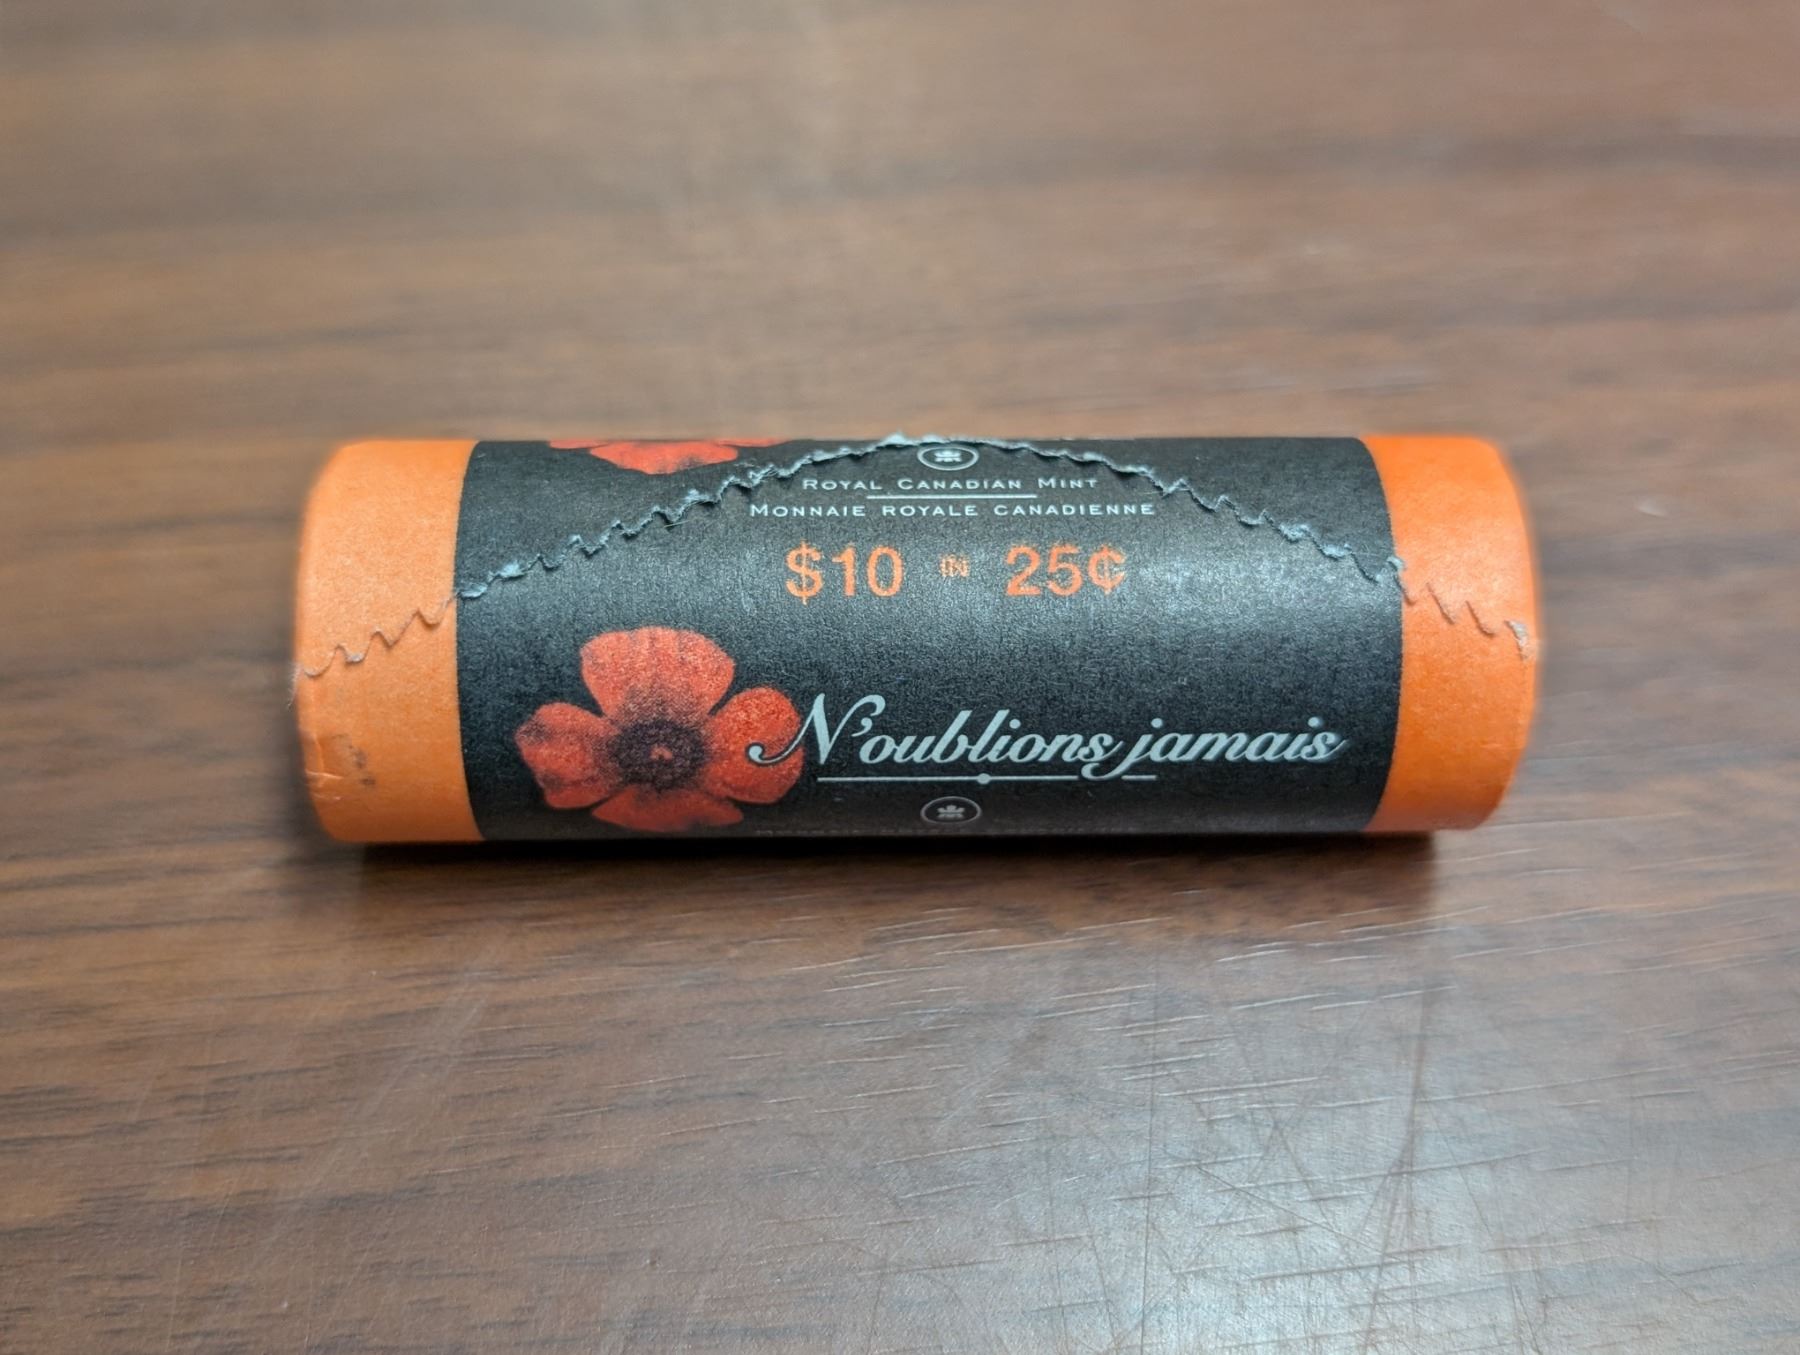 ROYAL CANADIAN MINT
MONNAIE ROYALE CANADIENNE
$10 IN 25¢
N'oublions jamais